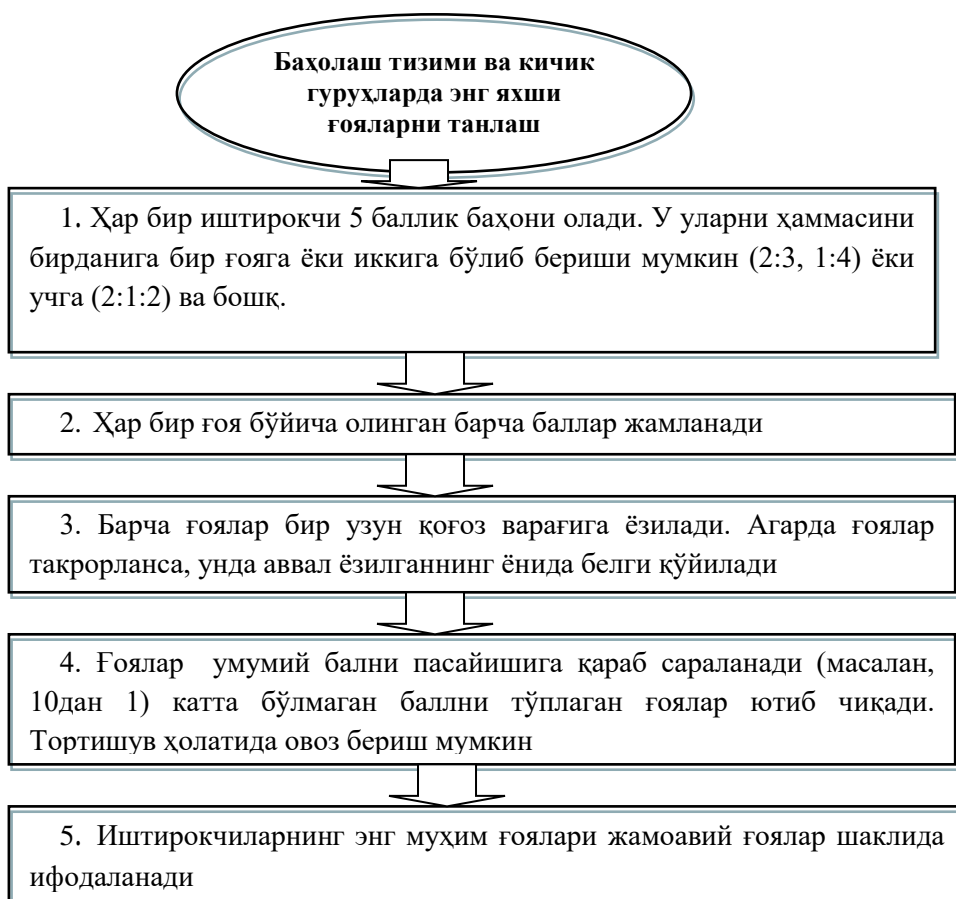 Баҳолаш тизими ва кичик
гуруҳларда энг яхши
ғояларни танлаш
1. Ҳар бир иштирокчи 5 баллик баҳони олади. У уларни ҳаммасини
бирданига бир ғояга ёки иккига бўлиб бериши мумкин (2:3, 1:4) ёки
учга (2:1:2) ва бошқ.
2. Ҳар бир ғоя бўйича олинган барча баллар жамланади
3. Барча ғоялар бир узун қоғоз варағига ёзилади. Агарда ғоялар
такрорланса, унда аввал ёзилганнинг ёнида белги қўйилади
4. Ғоялар умумий бални пасайишига қараб сараланади (масалан,
10дан 1) катта бўлмаган баллни тўплаган ғоялар ютиб чиқади.
Тортишув ҳолатида овоз бериш мумкин
5. Иштирокчиларнинг энг муҳим ғоялари жамоавий ғоялар шаклида
ифодаланади